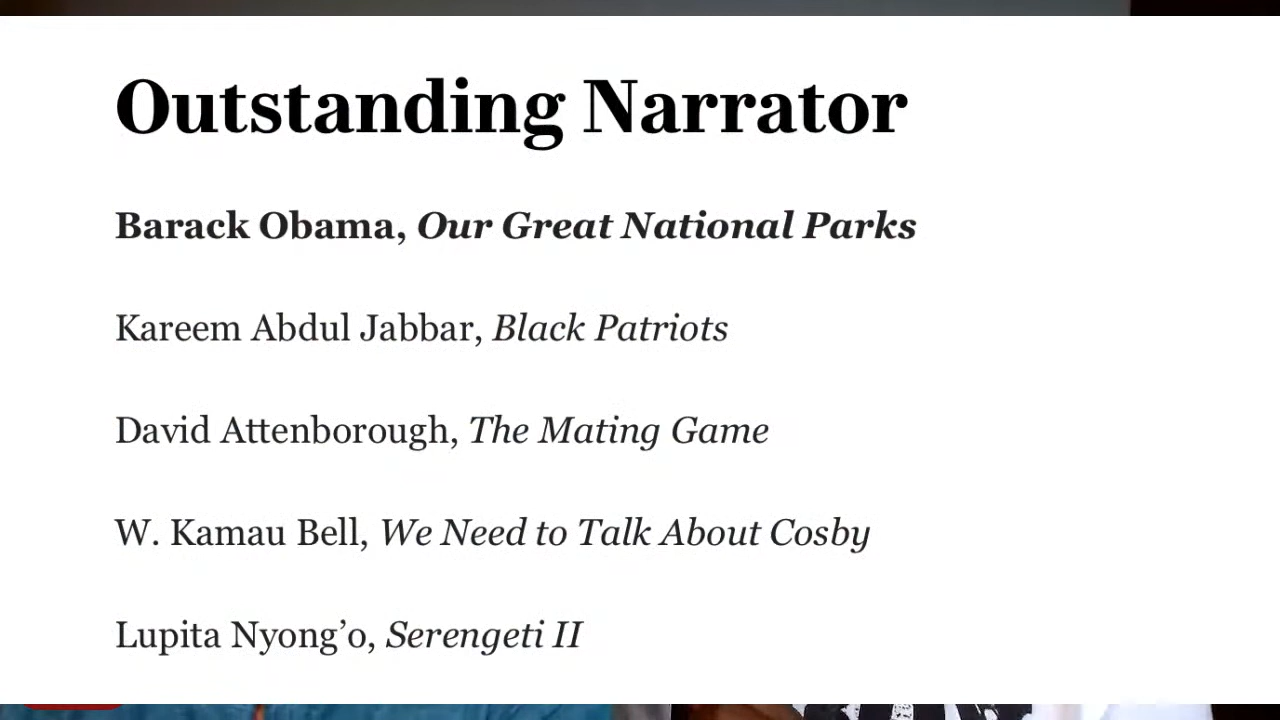 Outstanding Narrator
Barack Obama, Our Great National Parks
Kareem Abdul Jabbar, Black Patriots
David Attenborough, The Mating Game
W. Kamau Bell, We Need to Talk About Cosby
Lupita Nyong’o, Serengeti II